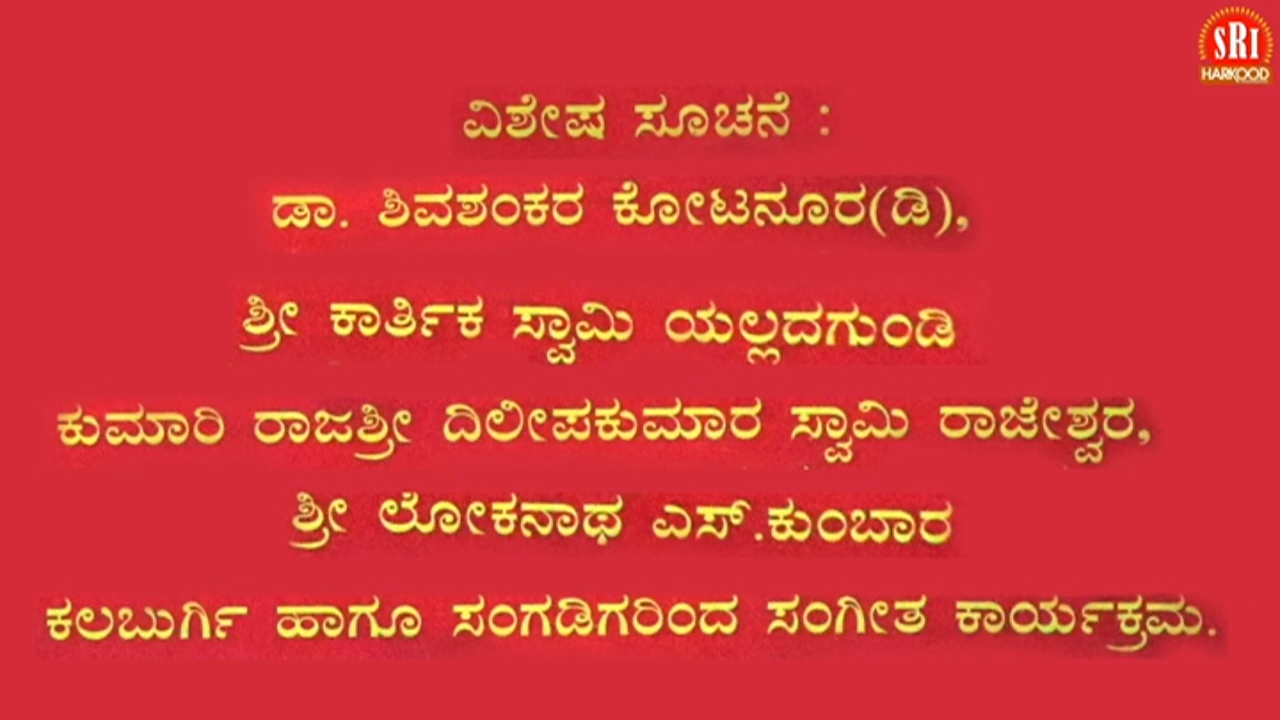 SRI
HARKOOD
ವಿಶೇಷ ಸೂಚನೆ :
ಡಾ. ಶಿವಶಂಕರ ಕೋಟನೂರ(ಡಿ),
ಶ್ರೀ ಕಾರ್ತಿಕ ಸ್ವಾಮಿ ಯಲ್ಲದಗುಂಡಿ
ಕುಮಾರಿ ರಾಜಶ್ರೀ ದಿಲೀಪಕುಮಾರ ಸ್ವಾಮಿ ರಾಜೇಶ್ವರ,
ಶ್ರೀ ಲೋಕನಾಥ ಎಸ್.ಕುಂಬಾರ
ಕಲಬುರ್ಗಿ ಹಾಗೂ ಸಂಗಡಿಗರಿಂದ ಸಂಗೀತ ಕಾರ್ಯಕ್ರಮ.